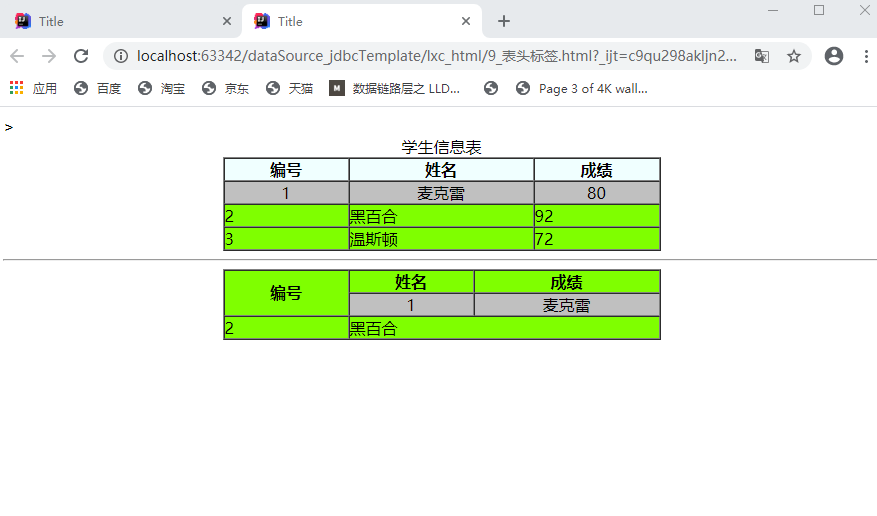 Title
Title
localhost:63342/dataSource_jdbcTemplate/lxc_html/9_表头标签.html?_ijt=c9qu298akljn2...
应用 百度 淘宝 京东 天猫 M 数据链路层之 LLD... Page 3 of 4K wall...
>
学生信息表
编号 姓名 成绩
1 麦克雷 80
2 黑百合 92
3 温斯顿 72
编号 姓名 成绩
1 麦克雷
2 黑百合